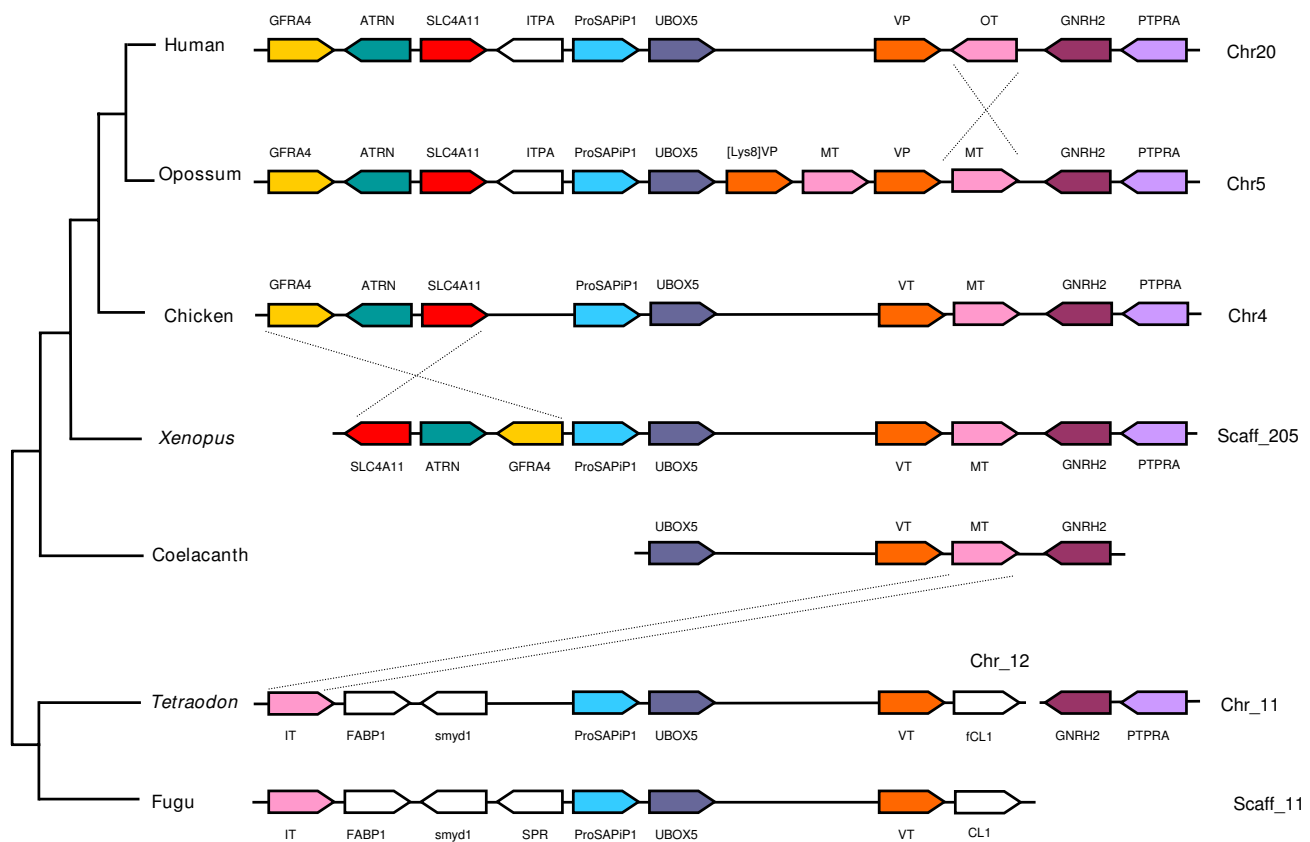 GFRA4 ATRN SLC4A11 ITPA ProSAPiP1 UBOX5 VP OT GNRH2 PTPRA
Human Chr20
GFRA4 ATRN SLC4A11 ITPA ProSAPiP1 UBOX5 [Lys8]VP MT VP MT GNRH2 PTPRA
Opossum Chr5
GFRA4 ATRN SLC4A11 ProSAPiP1 UBOX5 VT MT GNRH2 PTPRA
Chicken Chr4
Xenopus Scaff_205
SLC4A11 ATRN GFRA4 ProSAPiP1 UBOX5 VT MT GNRH2 PTPRA
UBOX5 VT MT GNRH2
Coelacanth
Chr_12
Tetraodon Chr_11
IT FABP1 smyd1 ProSAPiP1 UBOX5 VT fCL1 GNRH2 PTPRA
Fugu Scaff_11
IT FABP1 smyd1 SPR ProSAPiP1 UBOX5 VT CL1